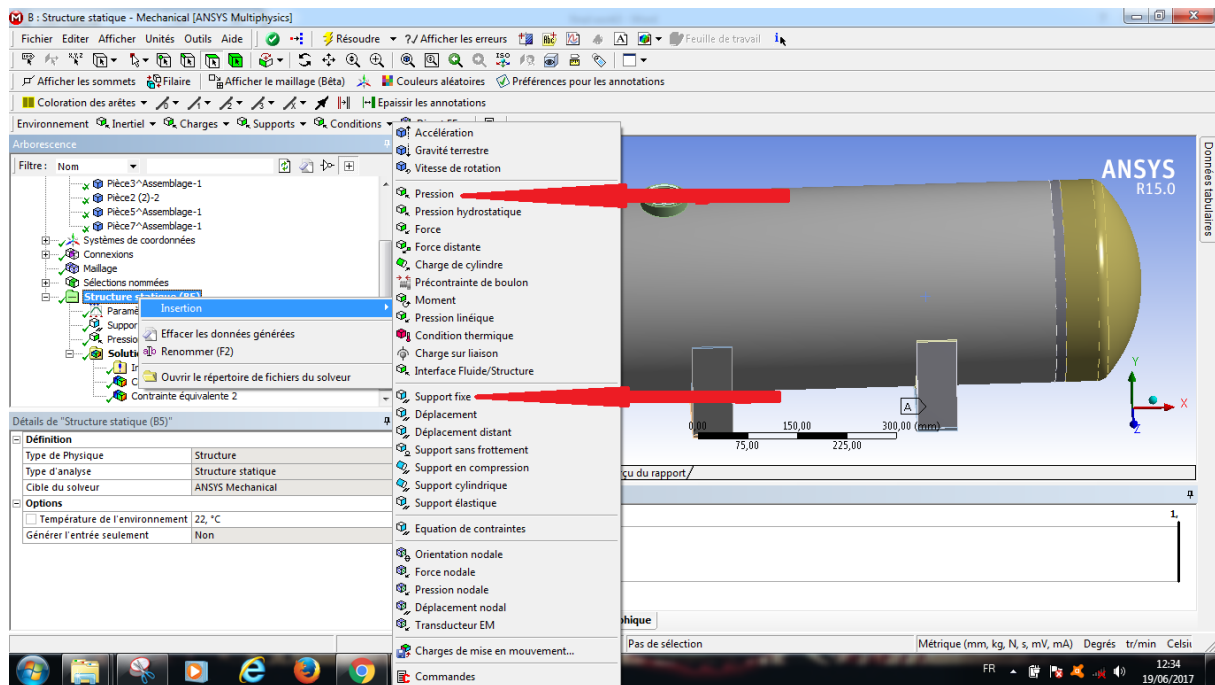 B : Structure statique - Mechanical [ANSYS Multiphysics]
Fichier Editer Afficher Unités Outils Aide Résoudre ?/ Afficher les erreurs Feuille de travail
Afficher les sommets Filaire Afficher le maillage (Bêta) Couleurs aléatoires Préférences pour les annotations
Coloration des arêtes Epaissir les annotations
Environnement Inertiel Charges Supports Conditions
Arborescence
Filtre : Nom
Pièce3^Assemblage-1
Pièce2 (2)-2
Pièce5^Assemblage-1
Pièce7^Assemblage-1
Systèmes de coordonnées
Connexions
Maillage
Sélections nommées
Structure statique (B5)
Paramè
Suppor
Pressio
Soluti
Contrainte équivalente 2
Insertion
Effacer les données générées
Renommer (F2)
Ouvrir le répertoire de fichiers du solveur
Accélération
Gravité terrestre
Vitesse de rotation
Pression
Pression hydrostatique
Force
Force distante
Charge de cylindre
Précontrainte de boulon
Moment
Pression linéique
Condition thermique
Charge sur liaison
Interface Fluide/Structure
Support fixe
Déplacement
Déplacement distant
Support sans frottement
Support en compression
Support cylindrique
Support élastique
Equation de contraintes
Orientation nodale
Force nodale
Pression nodale
Déplacement nodal
Transducteur EM
Charges de mise en mouvement...
Commandes
Détails de "Structure statique (B5)"
Définition
Type de Physique Structure
Type d'analyse Structure statique
Cible du solveur ANSYS Mechanical
Options
Température de l'environnement 22, °C
Générer l'entrée seulement Non
ANSYS
R15.0
Données tabulaires
A
Y
X
Z
0,00 150,00 300,00 (mm)
75,00 225,00
çu du rapport
1,
phique
Pas de sélection Métrique (mm, kg, N, s, mV, mA) Degrés tr/min Celsiu
FR 12:34
19/06/2017